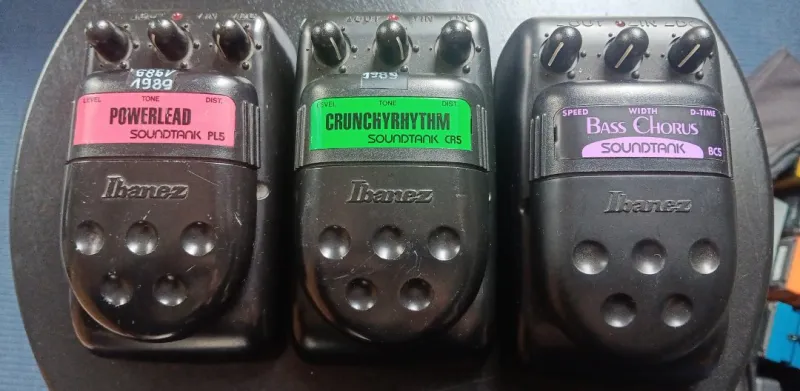 6861
1989
LEVEL TONE DIST.
POWERLEAD
SOUNDTANK PL5
Ibanez
1989
LEVEL TONE DIST.
CRUNCHYRHYTHM
SOUNDTANK CR5
Ibanez
SPEED WIDTH D-TIME
BASS CHORUS
SOUNDTANK BC5
Ibanez